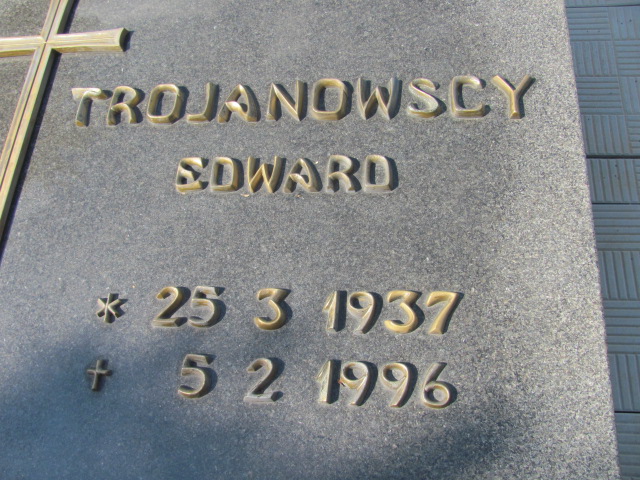 TROJANOWSCY
EDWARD
* 25 3 1937
✝ 5 2. 1996